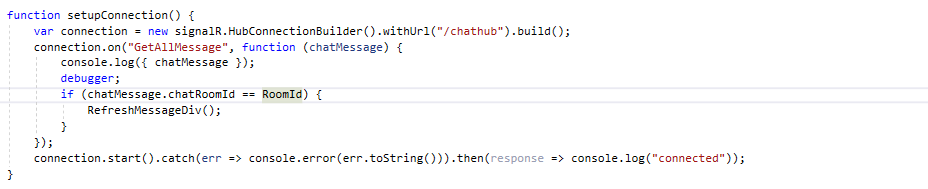 function setupConnection() {
var connection = new signalR.HubConnectionBuilder().withUrl("/chathub").build();
connection.on("GetAllMessage", function (chatMessage) {
console.log({ chatMessage });
debugger;
if (chatMessage.chatRoomId == RoomId) {
RefreshMessageDiv();
}
});
connection.start().catch(err => console.error(err.toString())).then(response => console.log("connected"));
}